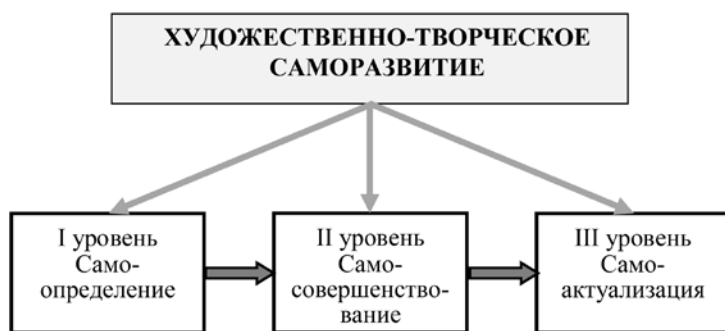 ХУДОЖЕСТВЕННО-ТВОРЧЕСКОЕ
САМОРАЗВИТИЕ
I уровень
Само-
определение
II уровень
Само-
совершенство-
вание
III уровень
Само-
актуализация